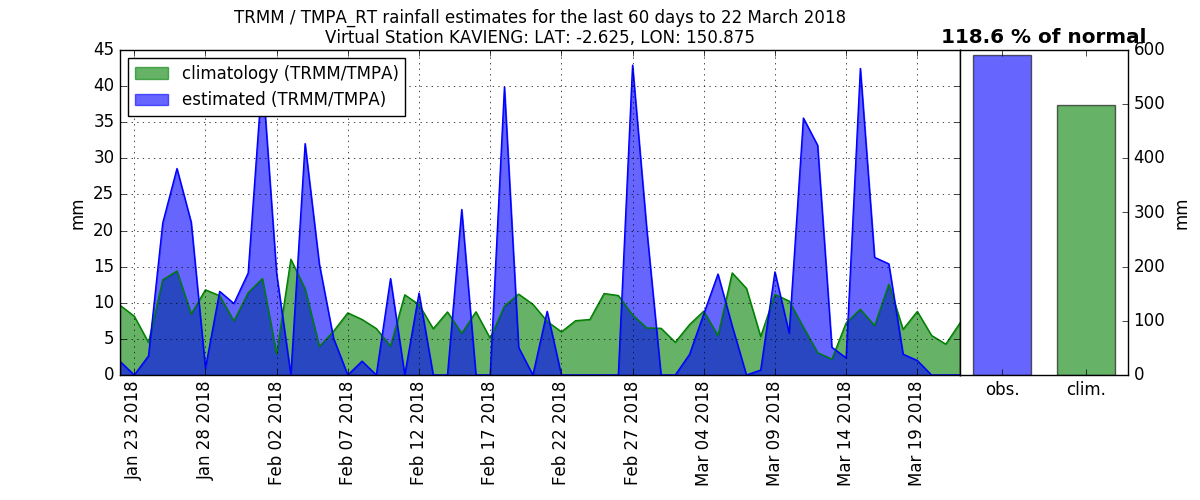 TRMM / TMPA_RT rainfall estimates for the last 60 days to 22 March 2018
Virtual Station KAVIENG: LAT: -2.625, LON: 150.875
118.6 % of normal
climatology (TRMM/TMPA)
estimated (TRMM/TMPA)
45
40
35
30
25
20
15
10
5
0
mm
Jan 23 2018
Jan 28 2018
Feb 02 2018
Feb 07 2018
Feb 12 2018
Feb 17 2018
Feb 22 2018
Feb 27 2018
Mar 04 2018
Mar 09 2018
Mar 14 2018
Mar 19 2018
obs.
clim.
600
500
400
300
200
100
0
mm